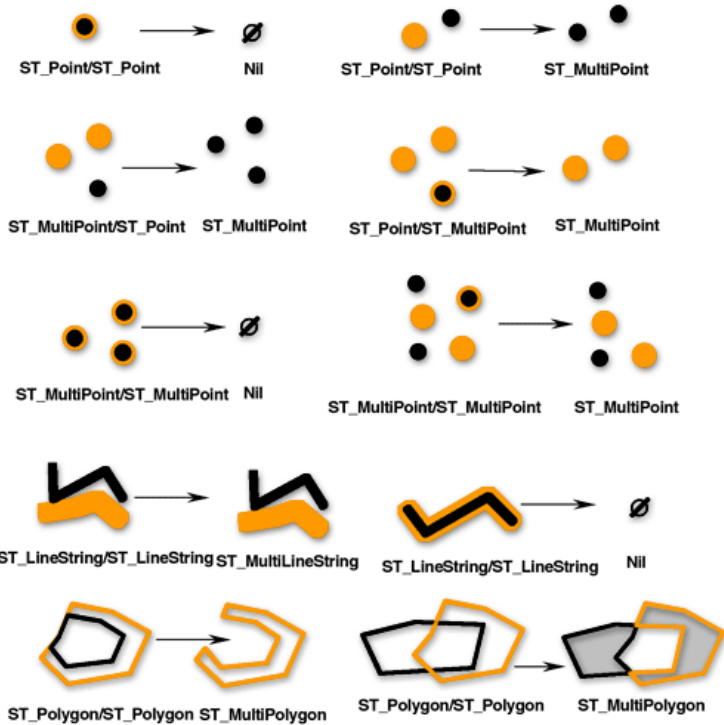 ST_Point/ST_Point Nil ST_Point/ST_Point ST_MultiPoint
ST_MultiPoint/ST_Point ST_MultiPoint ST_Point/ST_MultiPoint ST_MultiPoint
ST_MultiPoint/ST_MultiPoint Nil ST_MultiPoint/ST_MultiPoint ST_MultiPoint
ST_LineString/ST_LineString ST_MultiLineString ST_LineString/ST_LineString Nil
ST_Polygon/ST_Polygon ST_MultiPolygon ST_Polygon/ST_Polygon ST_MultiPolygon